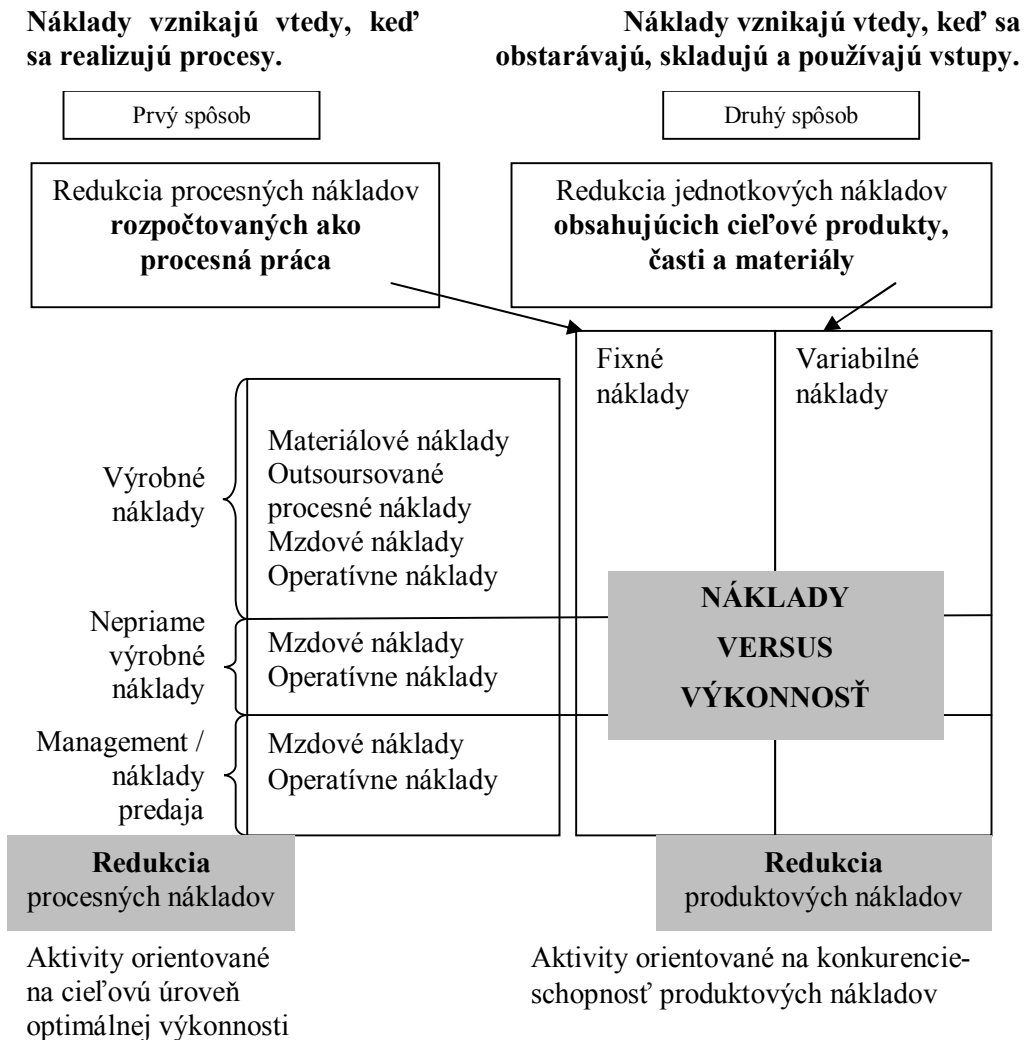 Náklady vznikajú vtedy, keď
sa realizujú procesy.
Náklady vznikajú vtedy, keď sa
obstarávajú, skladujú a používajú vstupy.
Prvý spôsob
Druhý spôsob
Redukcia procesných nákladov
rozpočtovaných ako
procesná práca
Redukcia jednotkových nákladov
obsahujúcich cieľové produkty,
časti a materiály
Fixné
náklady
Variabilné
náklady
Výrobné
náklady
Materiálové náklady
Outsoursované
procesné náklady
Mzdové náklady
Operatívne náklady
Nepriame
výrobné
náklady
Mzdové náklady
Operatívne náklady
Management /
náklady
predaja
Mzdové náklady
Operatívne náklady
NÁKLADY
VERSUS
VÝKONNOSŤ
Redukcia
procesných nákladov
Redukcia
produktových nákladov
Aktivity orientované
na cieľovú úroveň
optimálnej výkonnosti
Aktivity orientované na konkurencie-
schopnosť produktových nákladov